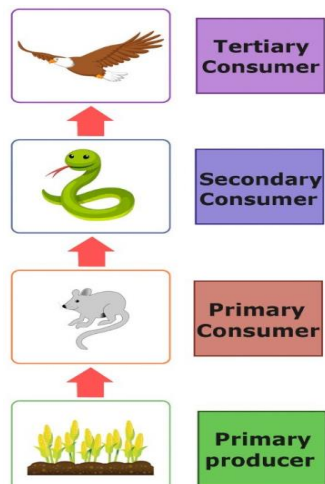 Tertiary
Consumer
Secondary
Consumer
Primary
Consumer
Primary
producer